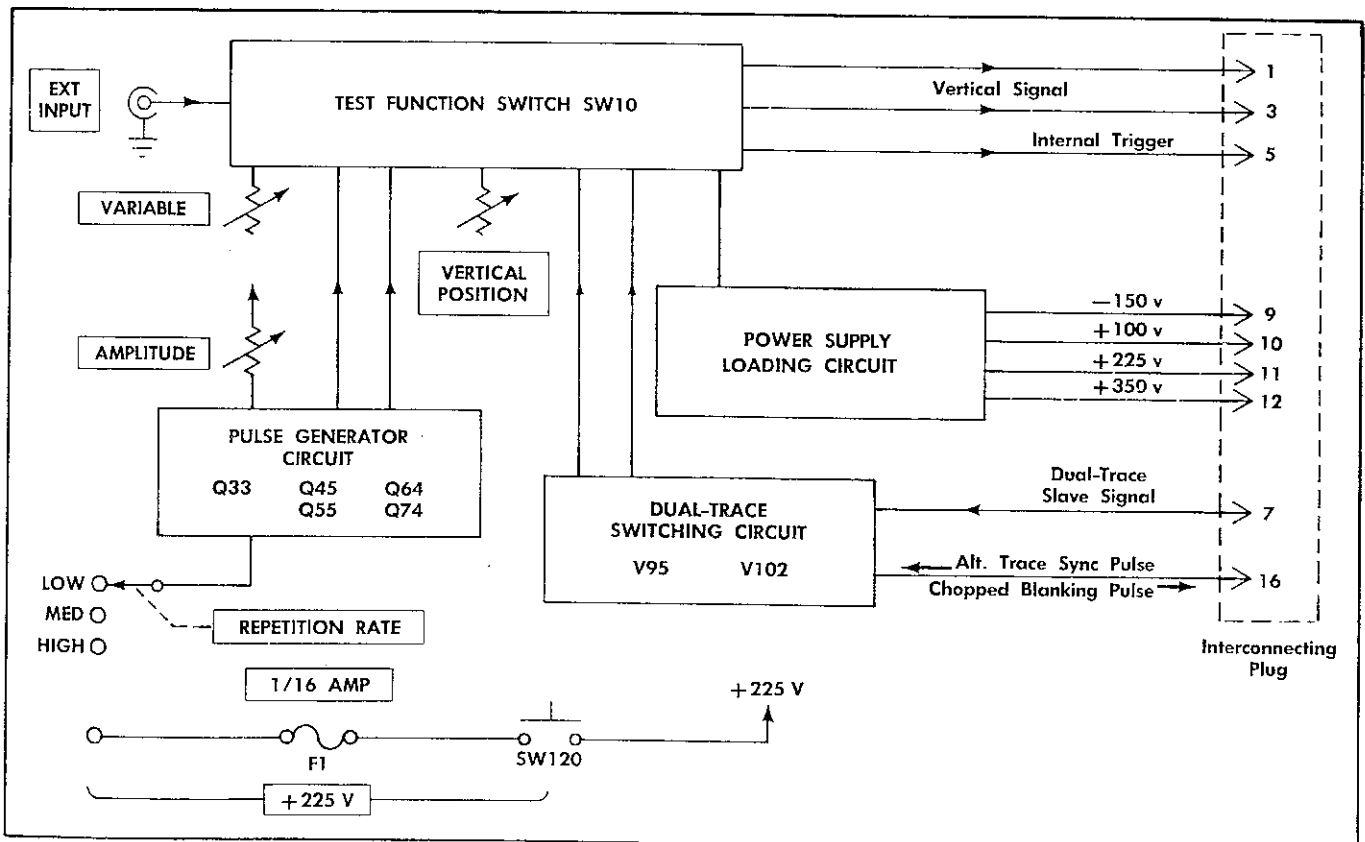 EXT
INPUT
TEST FUNCTION SWITCH SW10
Vertical Signal
1
3
Internal Trigger
5
VARIABLE
VERTICAL
POSITION
AMPLITUDE
POWER SUPPLY
LOADING CIRCUIT
—150 v
9
+100 v
10
+225 v
11
+350 v
12
PULSE GENERATOR
CIRCUIT
Q33 Q45 Q64
Q55 Q74
DUAL-TRACE
SWITCHING CIRCUIT
V95 V102
Dual-Trace
Slave Signal
7
Alt. Trace Sync Pulse
Chopped Blanking Pulse
16
LOW
MED
HIGH
REPETITION RATE
Interconnecting
Plug
1/16 AMP
+225 V
F1
SW120
+225 V